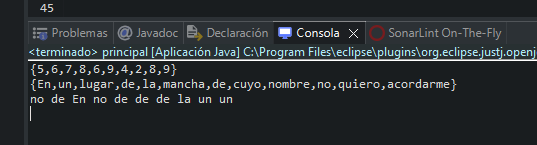 45
Problemas Javadoc Declaración Consola SonarLint On-The-Fly
<terminado> principal [Aplicación Java] C:\Program Files\eclipse\plugins\org.eclipse.justj.openj
{5,6,7,8,6,9,4,2,8,9}
{En,un,lugar,de,la,mancha,de,cuyo,nombre,no,quiero,acordarme}
no de En no de de de la un un